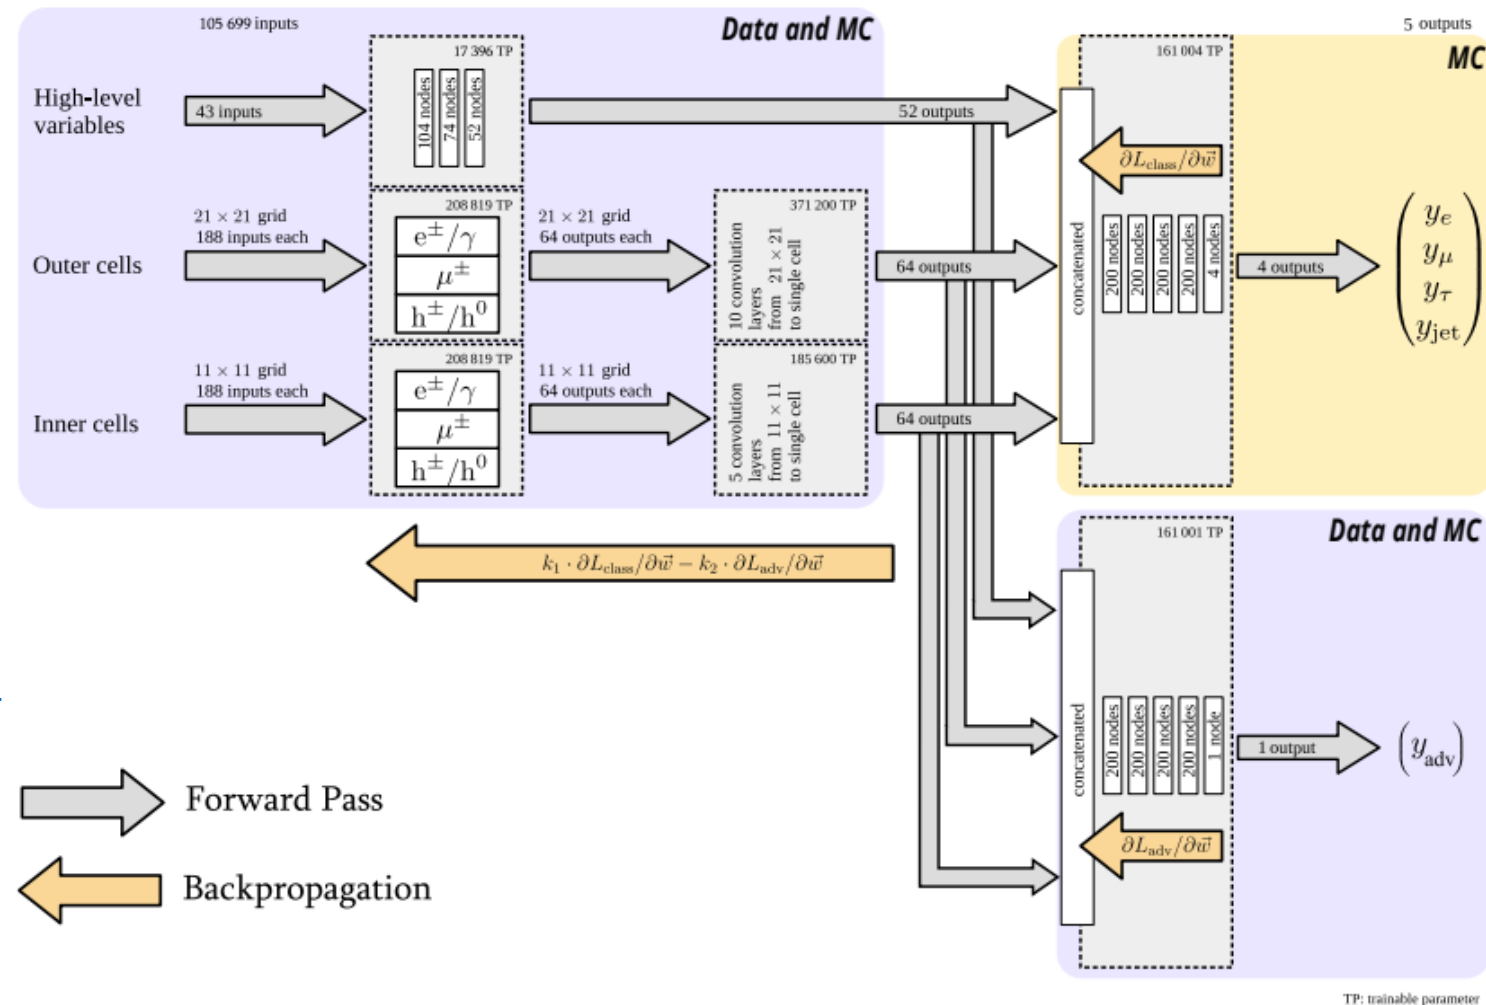 105 699 inputs
Data and MC
5 outputs
MC
High-level
variables
43 inputs
17 396 TP
104 nodes
74 nodes
52 nodes
52 outputs
Outer cells
21 × 21 grid
188 inputs each
208 819 TP
e±/γ
μ±
h±/h⁰
21 × 21 grid
64 outputs each
371 200 TP
10 convolution
layers
from 21 × 21
to single cell
64 outputs
Inner cells
11 × 11 grid
188 inputs each
208 819 TP
e±/γ
μ±
h±/h⁰
11 × 11 grid
64 outputs each
185 600 TP
5 convolution
layers
from 11 × 11
to single cell
64 outputs
161 004 TP
concatenated
∂L_class/∂w⃗
200 nodes
200 nodes
200 nodes
200 nodes
4 nodes
4 outputs
y_e
y_μ
y_τ
y_jet
k₁ · ∂L_class/∂w⃗ − k₂ · ∂L_adv/∂w⃗
Data and MC
161 001 TP
concatenated
200 nodes
200 nodes
200 nodes
200 nodes
1 node
∂L_adv/∂w⃗
1 output
(y_adv)
Forward Pass
Backpropagation
TP: trainable parameter